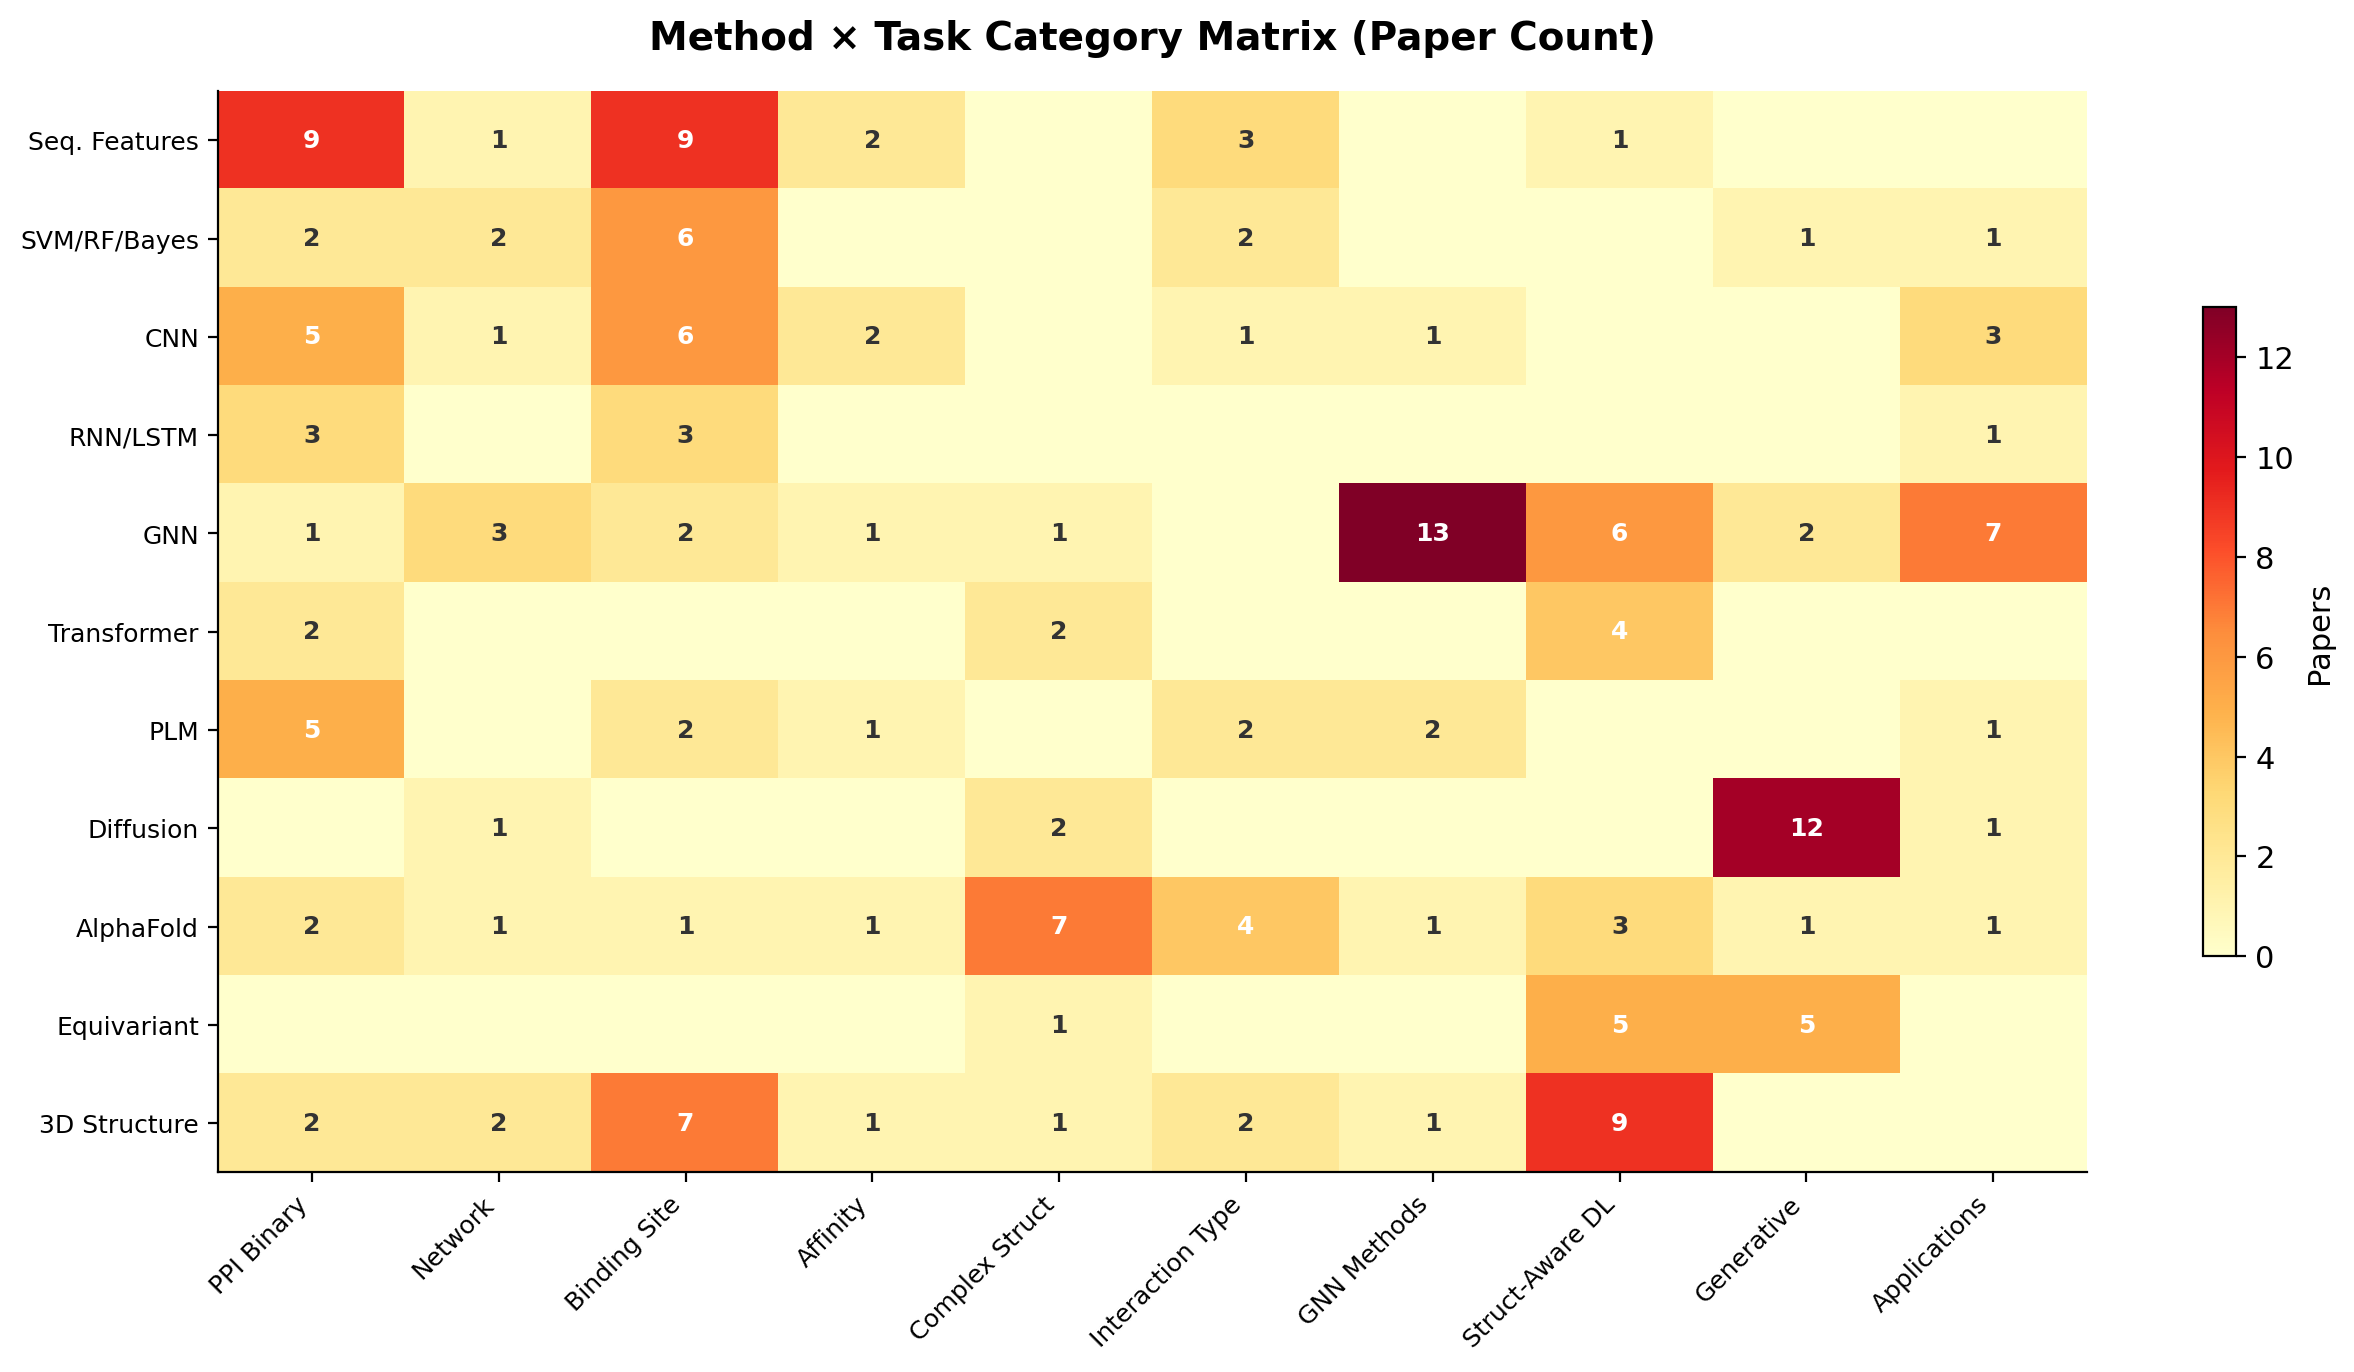 Method × Task Category Matrix (Paper Count)
Seq. Features 9 1 9 2 3 1
SVM/RF/Bayes 2 2 6 2 1 1
CNN 5 1 6 2 1 1 3
RNN/LSTM 3 3 1
GNN 1 3 2 1 1 13 6 2 7
Transformer 2 2 4
PLM 5 2 1 2 2 1
Diffusion 1 2 12 1
AlphaFold 2 1 1 1 7 4 1 3 1 1
Equivariant 1 5 5
3D Structure 2 2 7 1 1 2 1 9
PPI Binary
Network
Binding Site
Affinity
Complex Struct
Interaction Type
GNN Methods
Struct-Aware DL
Generative
Applications
12
10
8
6
4
2
0
Papers